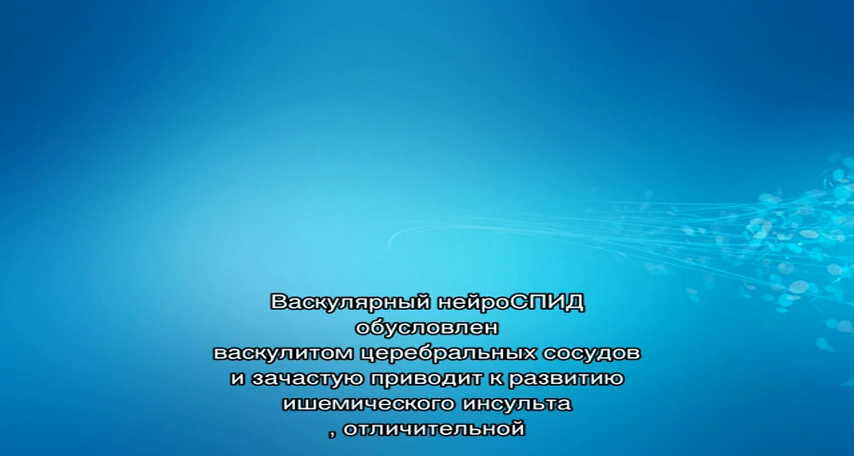 Васкулярный нейроСПИД
обусловлен
васкулитом церебральных сосудов
и зачастую приводит к развитию
ишемического инсульта
, отличительной